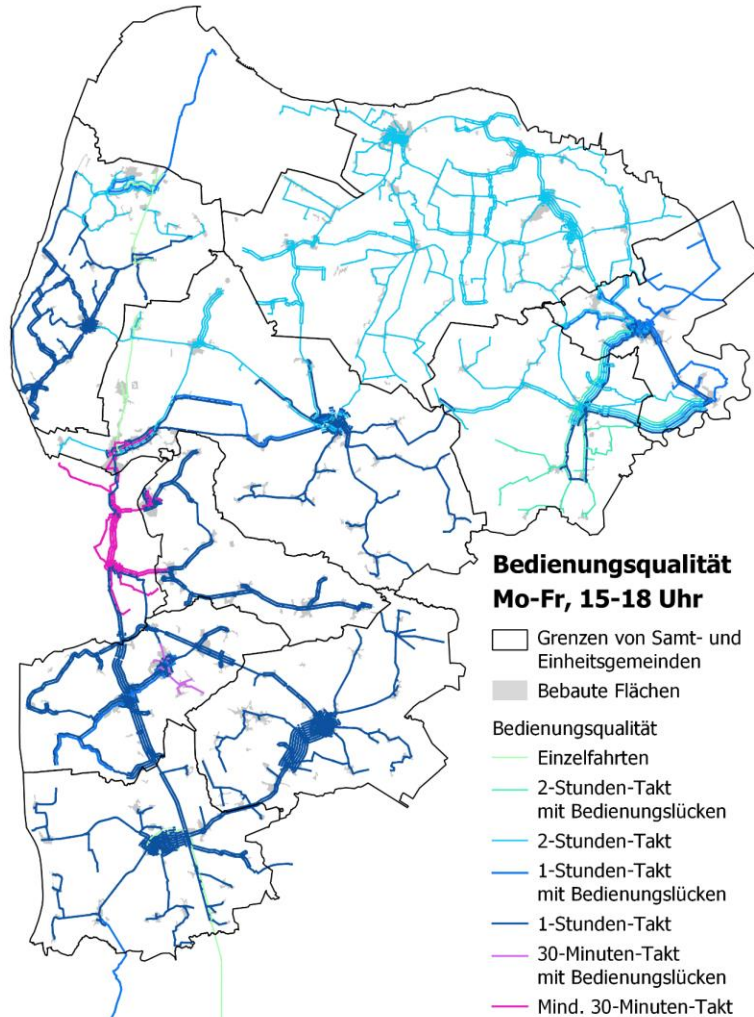 Bedienungsqualität
Mo-Fr, 15-18 Uhr
Grenzen von Samt- und
Einheitsgemeinden
Bebaute Flächen
Bedienungsqualität
Einzelfahrten
2-Stunden-Takt
mit Bedienungslücken
2-Stunden-Takt
1-Stunden-Takt
mit Bedienungslücken
1-Stunden-Takt
30-Minuten-Takt
mit Bedienungslücken
Mind. 30-Minuten-Takt